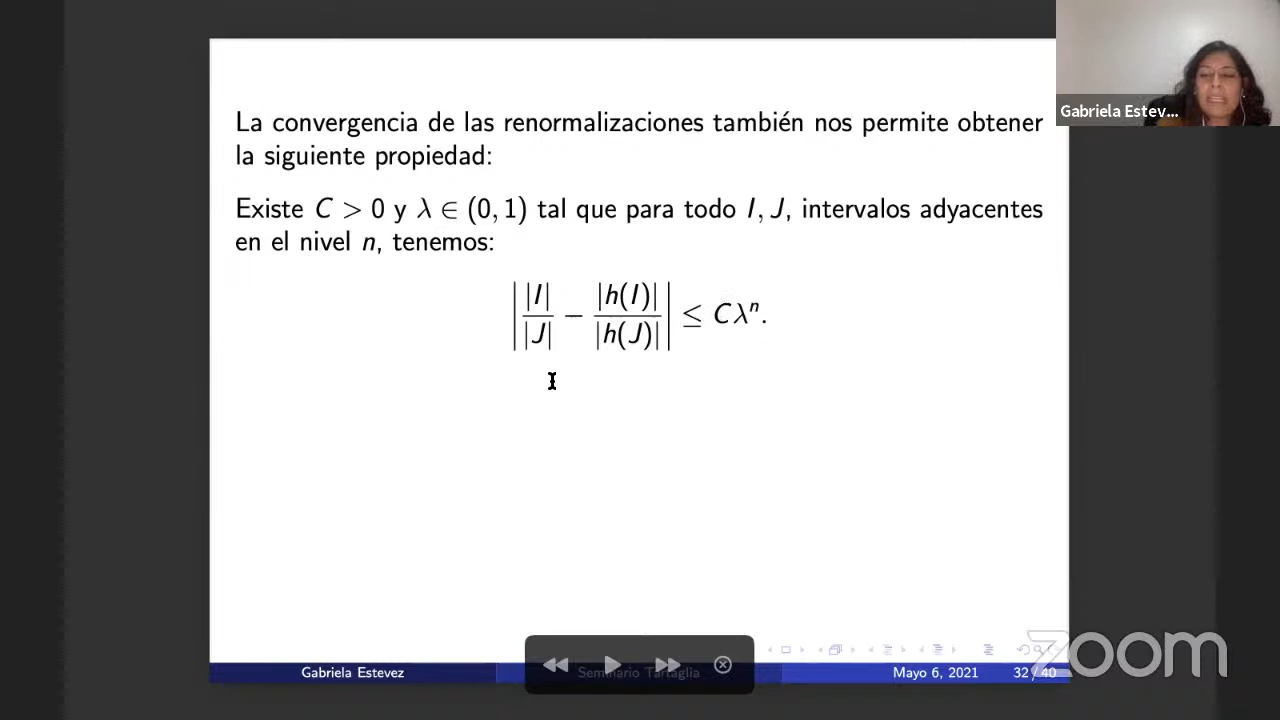 La convergencia de las renormalizaciones también nos permite obtener
la siguiente propiedad:
Existe C > 0 y λ ∈ (0, 1) tal que para todo I, J, intervalos adyacentes
en el nivel n, tenemos:
| |I| / |J| − |h(I)| / |h(J)| | ≤ Cλⁿ.
Gabriela Estev...
Gabriela Estevez
Seminario Tartaglia
Mayo 6, 2021
32 / 40
zoom